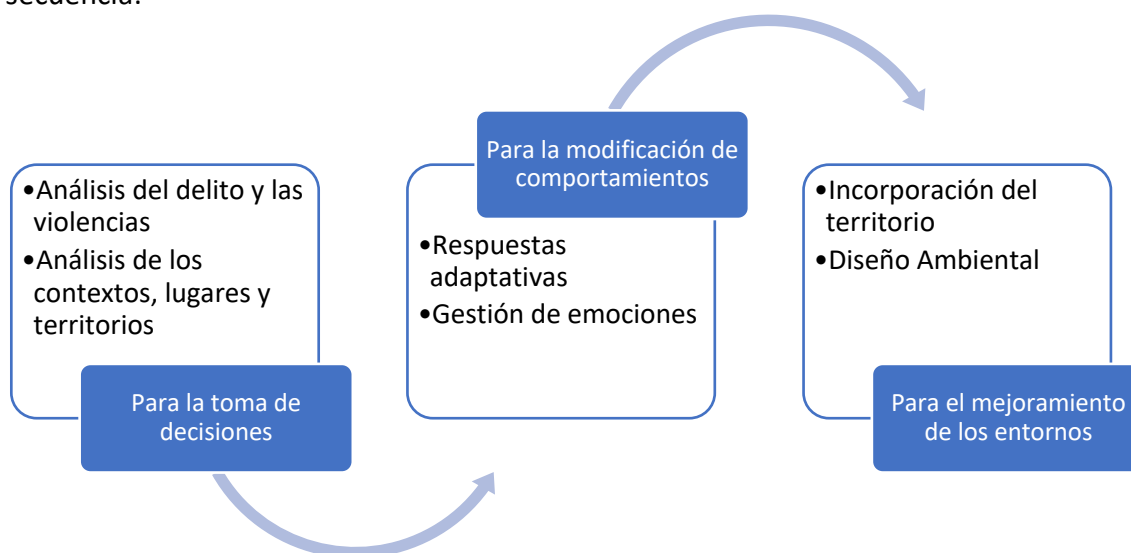 •Análisis del delito y las
violencias
•Análisis de los
contextos, lugares y
territorios
Para la toma de
decisiones
Para la modificación de
comportamientos
•Respuestas
adaptativas
•Gestión de emociones
•Incorporación del
territorio
•Diseño Ambiental
Para el mejoramiento
de los entornos